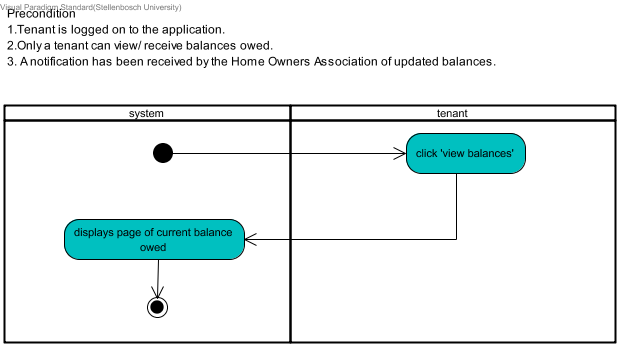 Visual Paradigm Standard(Stellenbosch University)
Precondition
1.Tenant is logged on to the application.
2.Only a tenant can view/ receive balances owed.
3. A notification has been received by the Home Owners Association of updated balances.
system
tenant
click 'view balances'
displays page of current balance
owed